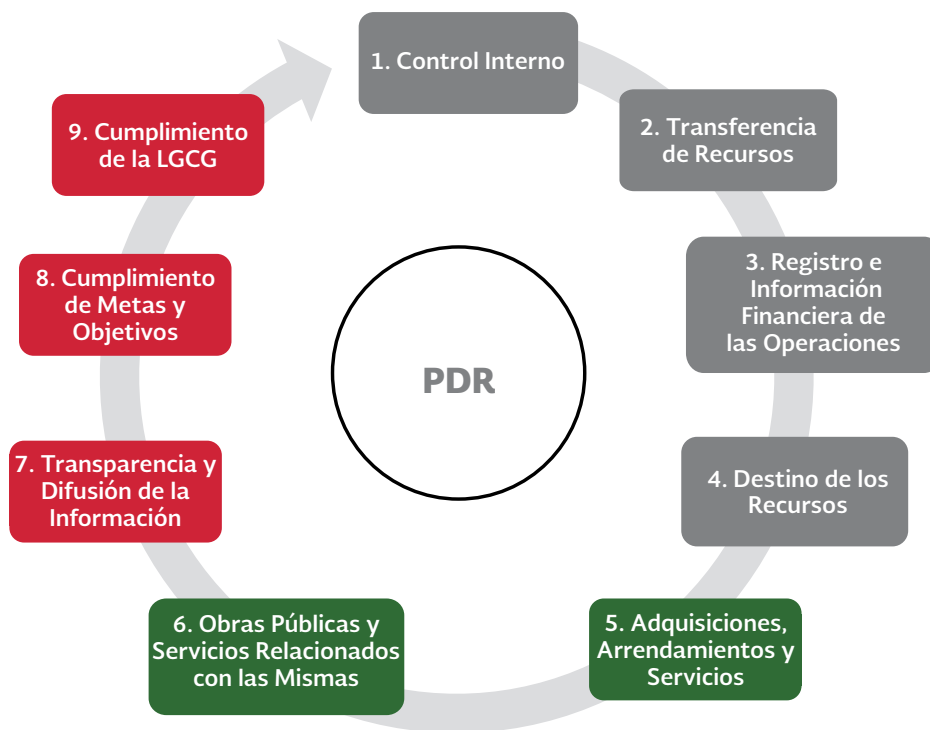 1. Control Interno
2. Transferencia
de Recursos
3. Registro e
Información
Financiera de
las Operaciones
4. Destino de los
Recursos
5. Adquisiciones,
Arrendamientos y
Servicios
6. Obras Públicas y
Servicios Relacionados
con las Mismas
7. Transparencia y
Difusión de la
Información
8. Cumplimiento
de Metas y
Objetivos
9. Cumplimiento
de la LGCG
PDR